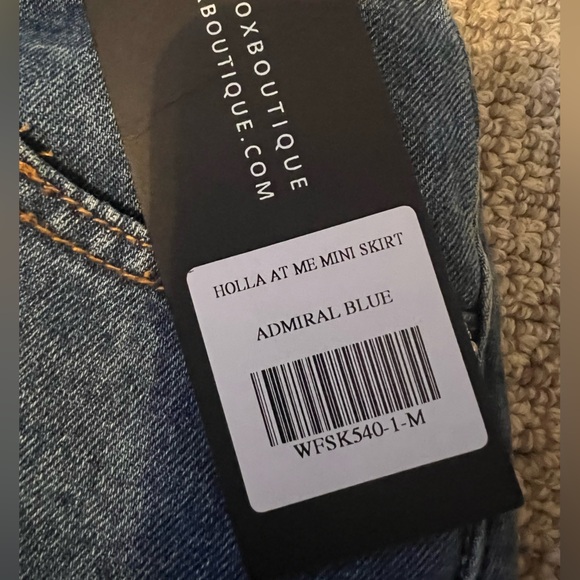 OXBOUTIQUE
BOUTIQUE.COM
HOLLA AT ME MINI SKIRT
ADMIRAL BLUE
WFSK540-1-M